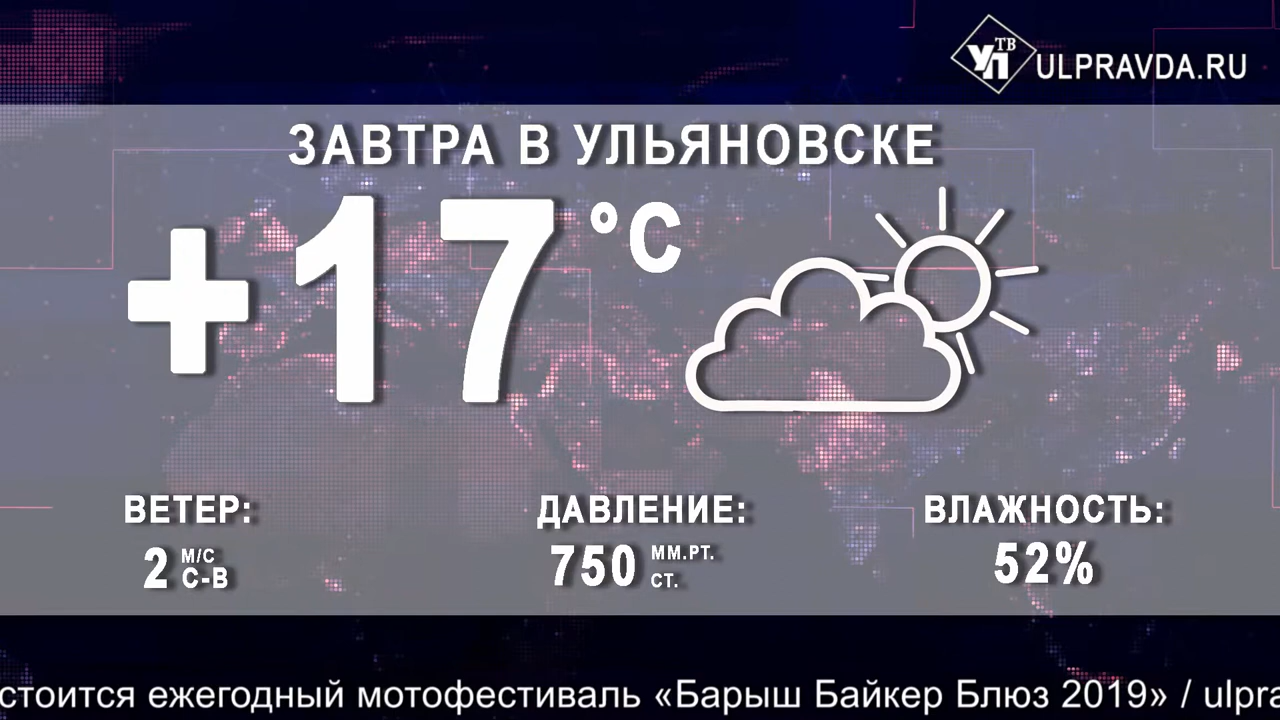 УП ТВ ULPRAVDA.RU
ЗАВТРА В УЛЬЯНОВСКЕ
+17 °C
ВЕТЕР: ДАВЛЕНИЕ: ВЛАЖНОСТЬ:
2 М/С С-В 750 ММ.РТ. СТ. 52%
стоится ежегодный мотофестиваль «Барыш Байкер Блюз 2019» / ulpra